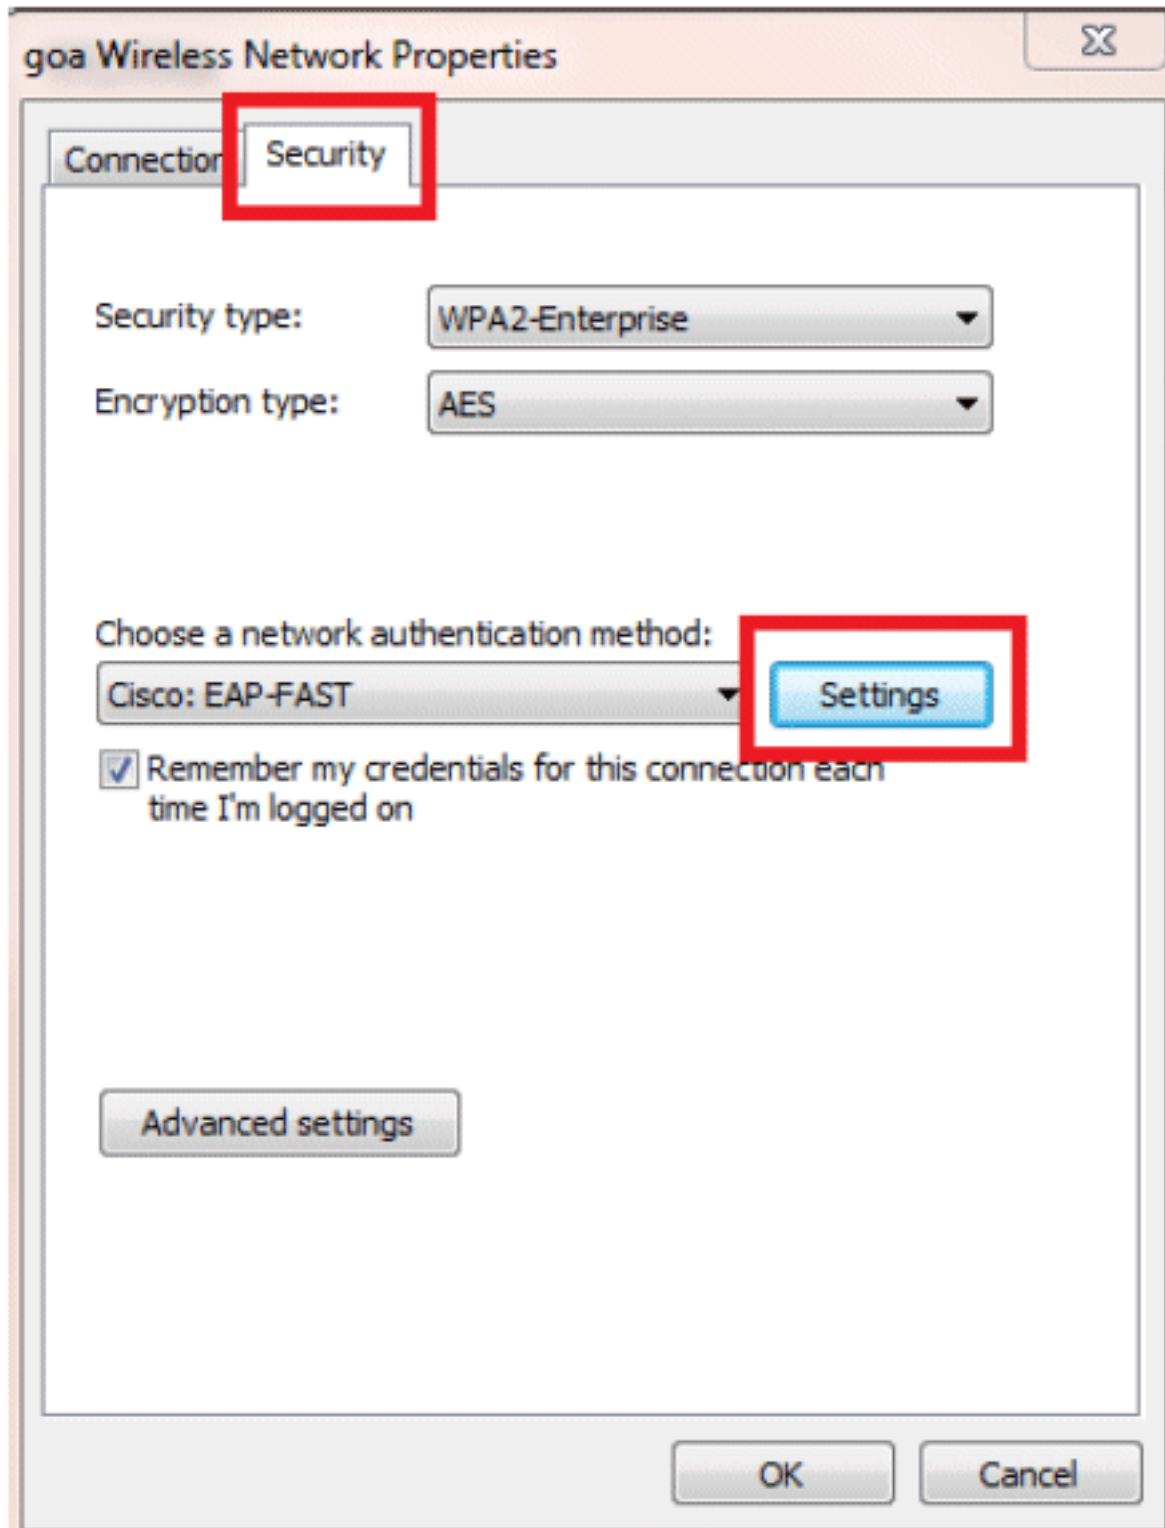 goa Wireless Network Properties
Connection Security
Security type: WPA2-Enterprise
Encryption type: AES
Choose a network authentication method:
Cisco: EAP-FAST Settings
Remember my credentials for this connection each
time I'm logged on
Advanced settings
OK Cancel